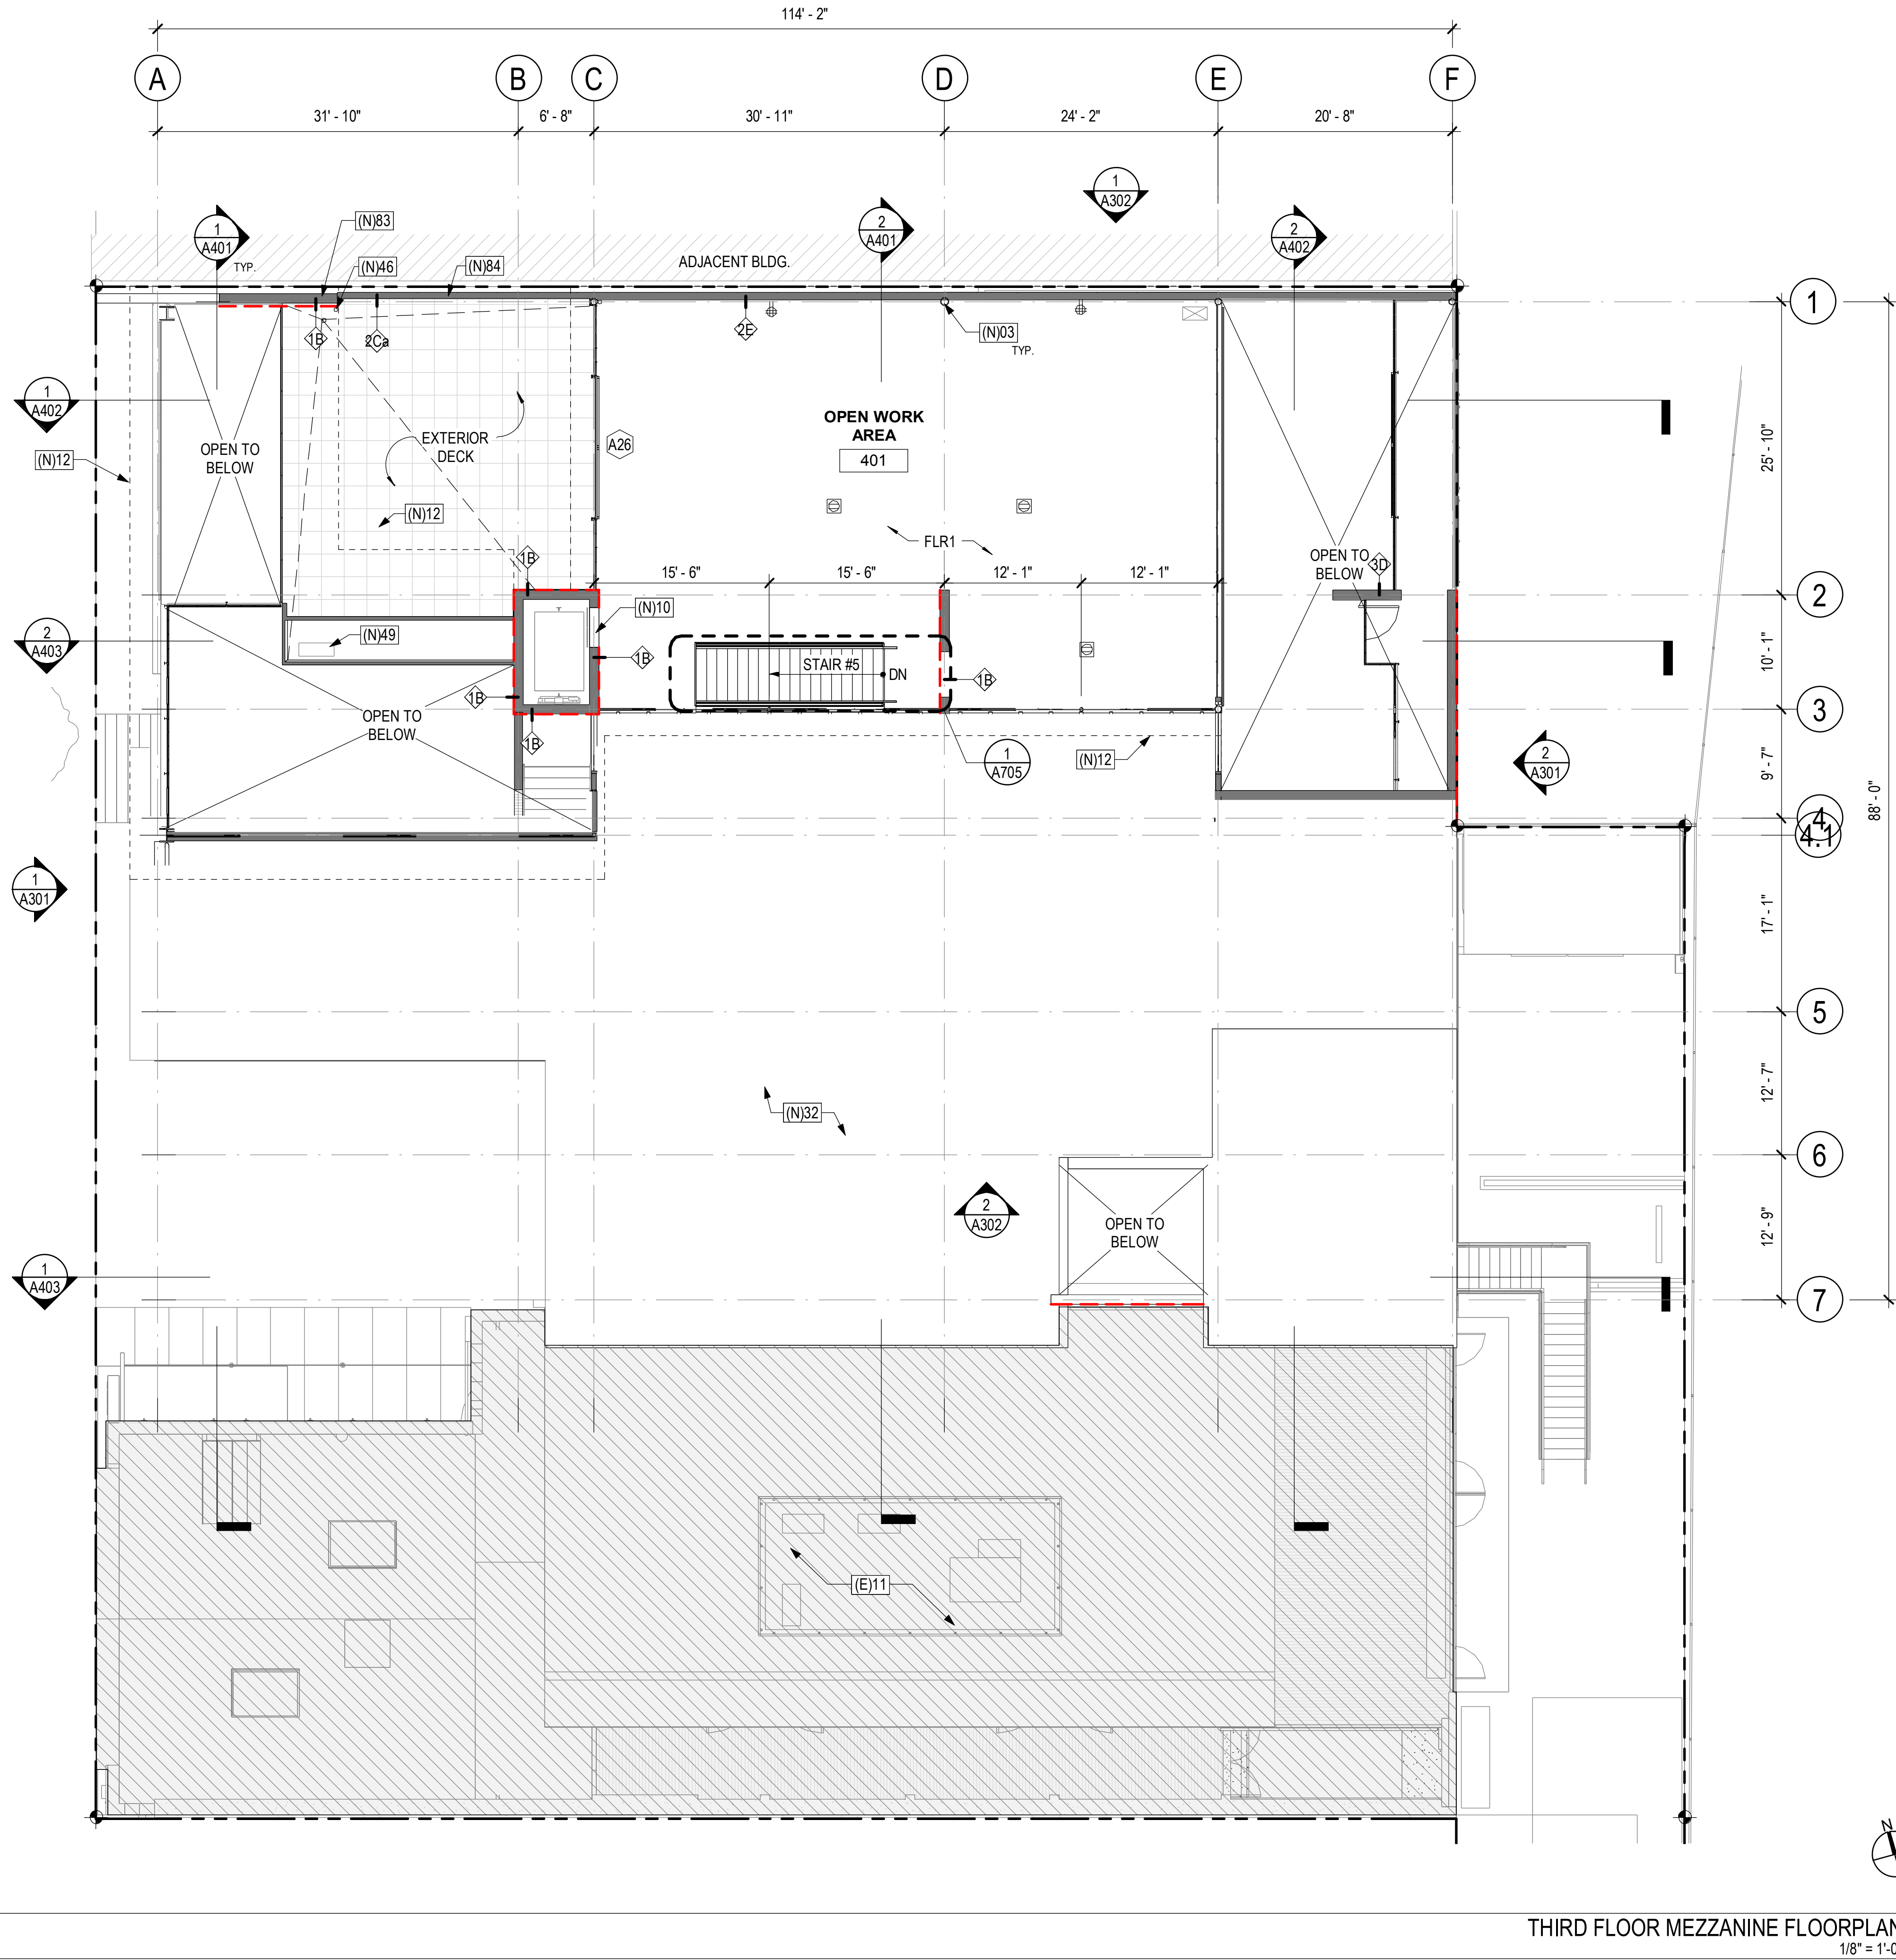 114' - 2"
A
B
C
D
E
F
31' - 10"
6' - 8"
30' - 11"
24' - 2"
20' - 8"
1
A302
1
A401
TYP.
(N)83
2
A401
2
A402
(N)46
(N)84
ADJACENT BLDG.
1
1B
2Ca
2E
(N)03
TYP.
1
A402
OPEN TO
BELOW
EXTERIOR
DECK
A26
OPEN WORK
AREA
401
25' - 10"
(N)12
(N)12
FLR1
1B
OPEN TO
BELOW
3D
15' - 6"
15' - 6"
12' - 1"
12' - 1"
2
(N)10
2
A403
(N)49
1B
STAIR #5
DN
1B
10' - 1"
1B
OPEN TO
BELOW
1B
3
1
A705
(N)12
2
A301
9' - 7"
88' - 0"
4
4.1
1
A301
17' - 1"
5
(N)32
12' - 7"
6
2
A302
OPEN TO
BELOW
12' - 9"
1
A403
7
(E)11
N
THIRD FLOOR MEZZANINE FLOORPLAN
1/8" = 1'-0